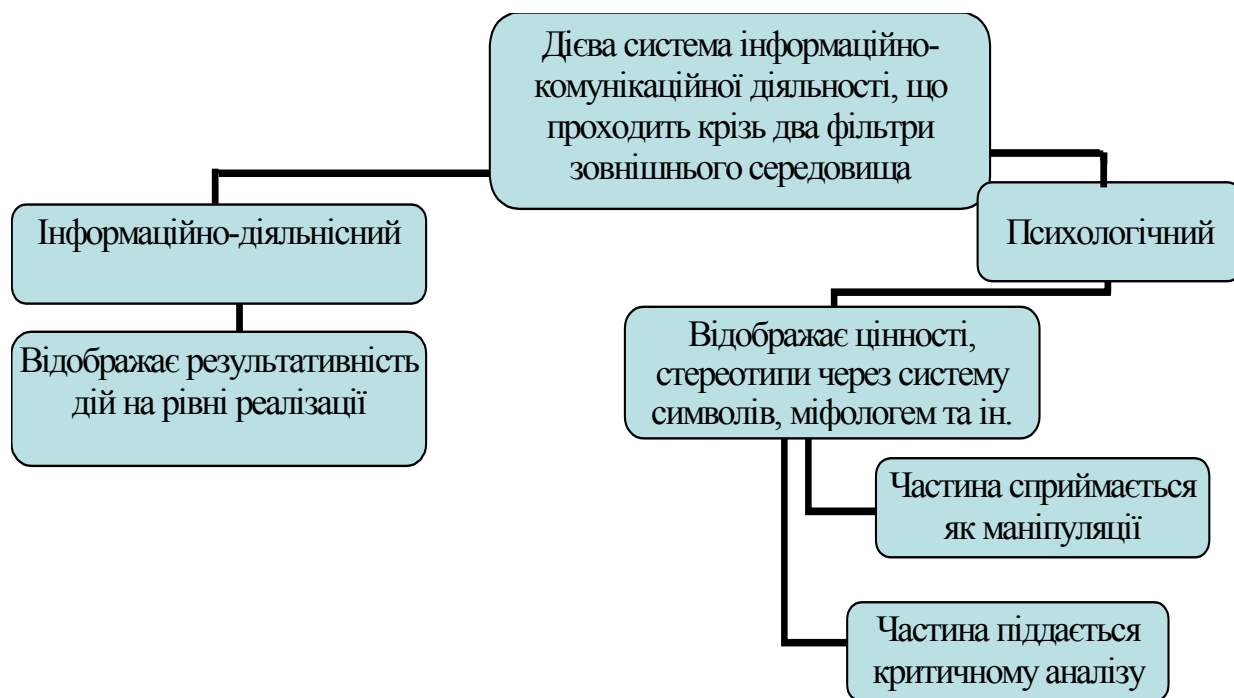 Дієва система інформаційно-
комунікаційної діяльності, що
проходить крізь два фільтри
зовнішнього середовища
Інформаційно-діяльнісний
Психологічний
Відображає результативність
дій на рівні реалізації
Відображає цінності,
стереотипи через систему
символів, міфологем та ін.
Частина сприймається
як маніпуляції
Частина піддається
критичному аналізу